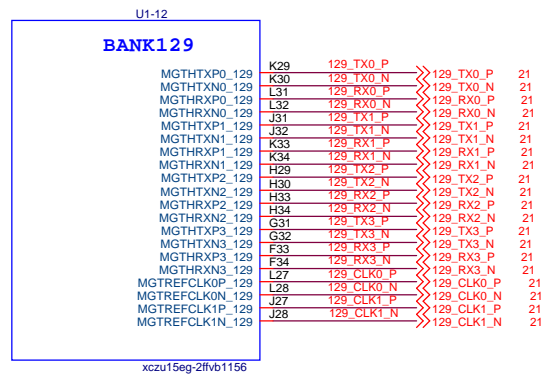 U1-12
BANK129
MGTHTXP0_129 K29 129_TX0_P 129_TX0_P 21
MGTHTXN0_129 K30 129_TX0_N 129_TX0_N 21
MGTHRXP0_129 L31 129_RX0_P 129_RX0_P 21
MGTHRXN0_129 L32 129_RX0_N 129_RX0_N 21
MGTHTXP1_129 J31 129_TX1_P 129_TX1_P 21
MGTHTXN1_129 J32 129_TX1_N 129_TX1_N 21
MGTHRXP1_129 K33 129_RX1_P 129_RX1_P 21
MGTHRXN1_129 K34 129_RX1_N 129_RX1_N 21
MGTHTXP2_129 H29 129_TX2_P 129_TX2_P 21
MGTHTXN2_129 H30 129_TX2_N 129_TX2_N 21
MGTHRXP2_129 H33 129_RX2_P 129_RX2_P 21
MGTHRXN2_129 H34 129_RX2_N 129_RX2_N 21
MGTHTXP3_129 G31 129_TX3_P 129_TX3_P 21
MGTHTXN3_129 G32 129_TX3_N 129_TX3_N 21
MGTHRXP3_129 F33 129_RX3_P 129_RX3_P 21
MGTHRXN3_129 F34 129_RX3_N 129_RX3_N 21
MGTREFCLK0P_129 L27 129_CLK0_P 129_CLK0_P 21
MGTREFCLK0N_129 L28 129_CLK0_N 129_CLK0_N 21
MGTREFCLK1P_129 J27 129_CLK1_P 129_CLK1_P 21
MGTREFCLK1N_129 J28 129_CLK1_N 129_CLK1_N 21
xczu15eg-2ffvb1156